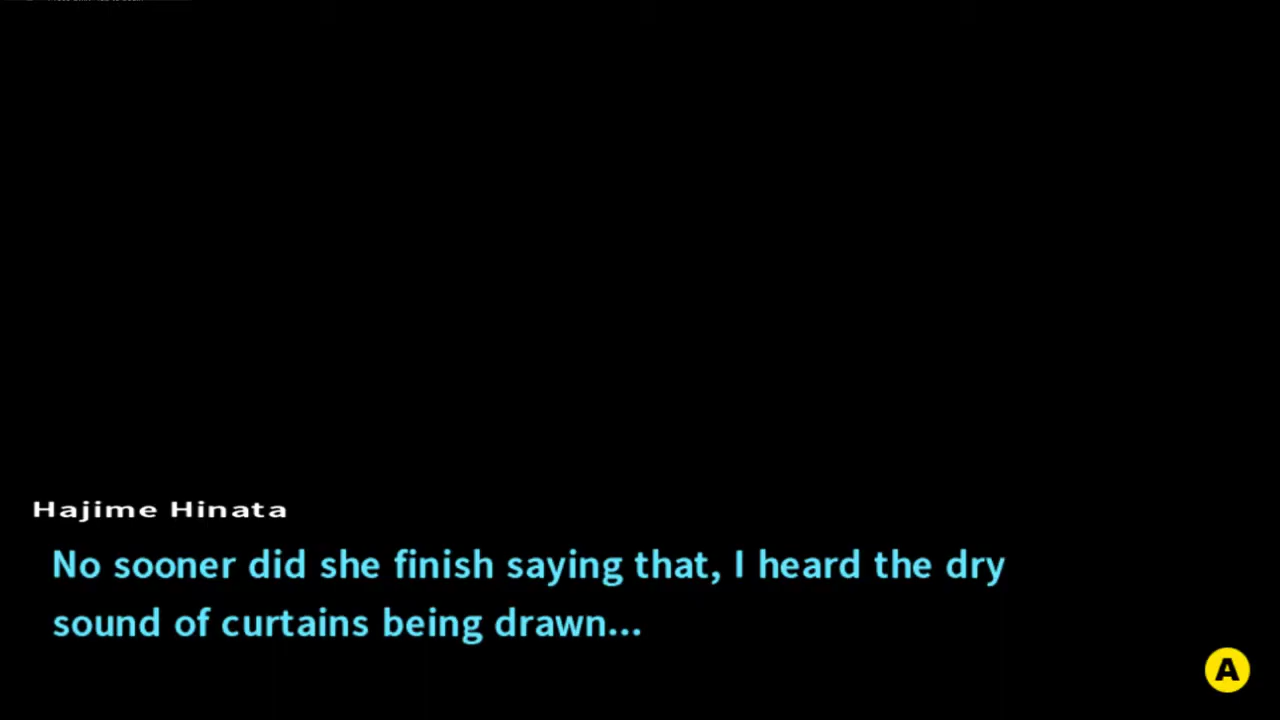 Hajime Hinata
No sooner did she finish saying that, I heard the dry
sound of curtains being drawn...
A